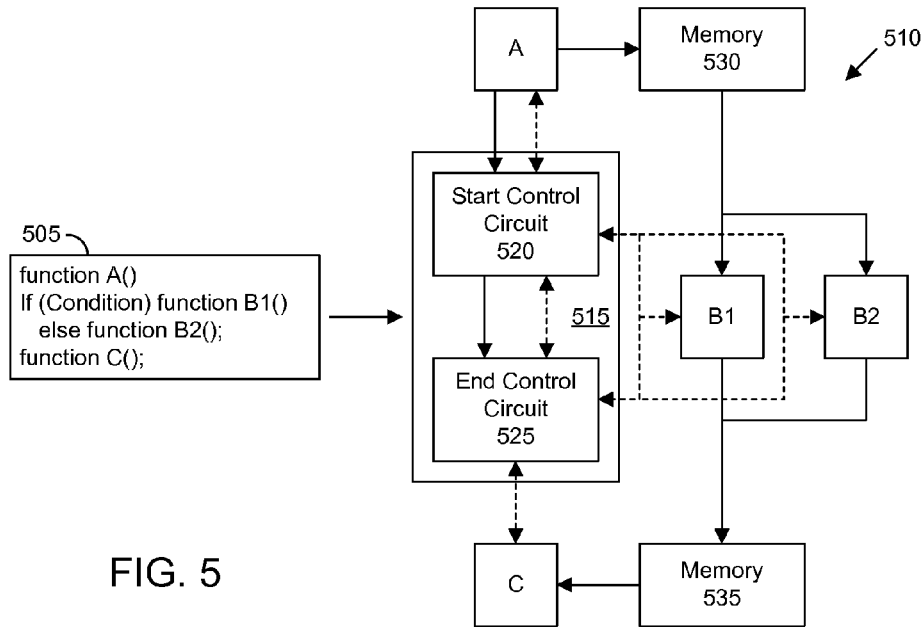 A
Memory
530
510
Start Control
Circuit
520
505
function A()
If (Condition) function B1()
else function B2();
function C();
515
B1
B2
End Control
Circuit
525
FIG. 5
C
Memory
535